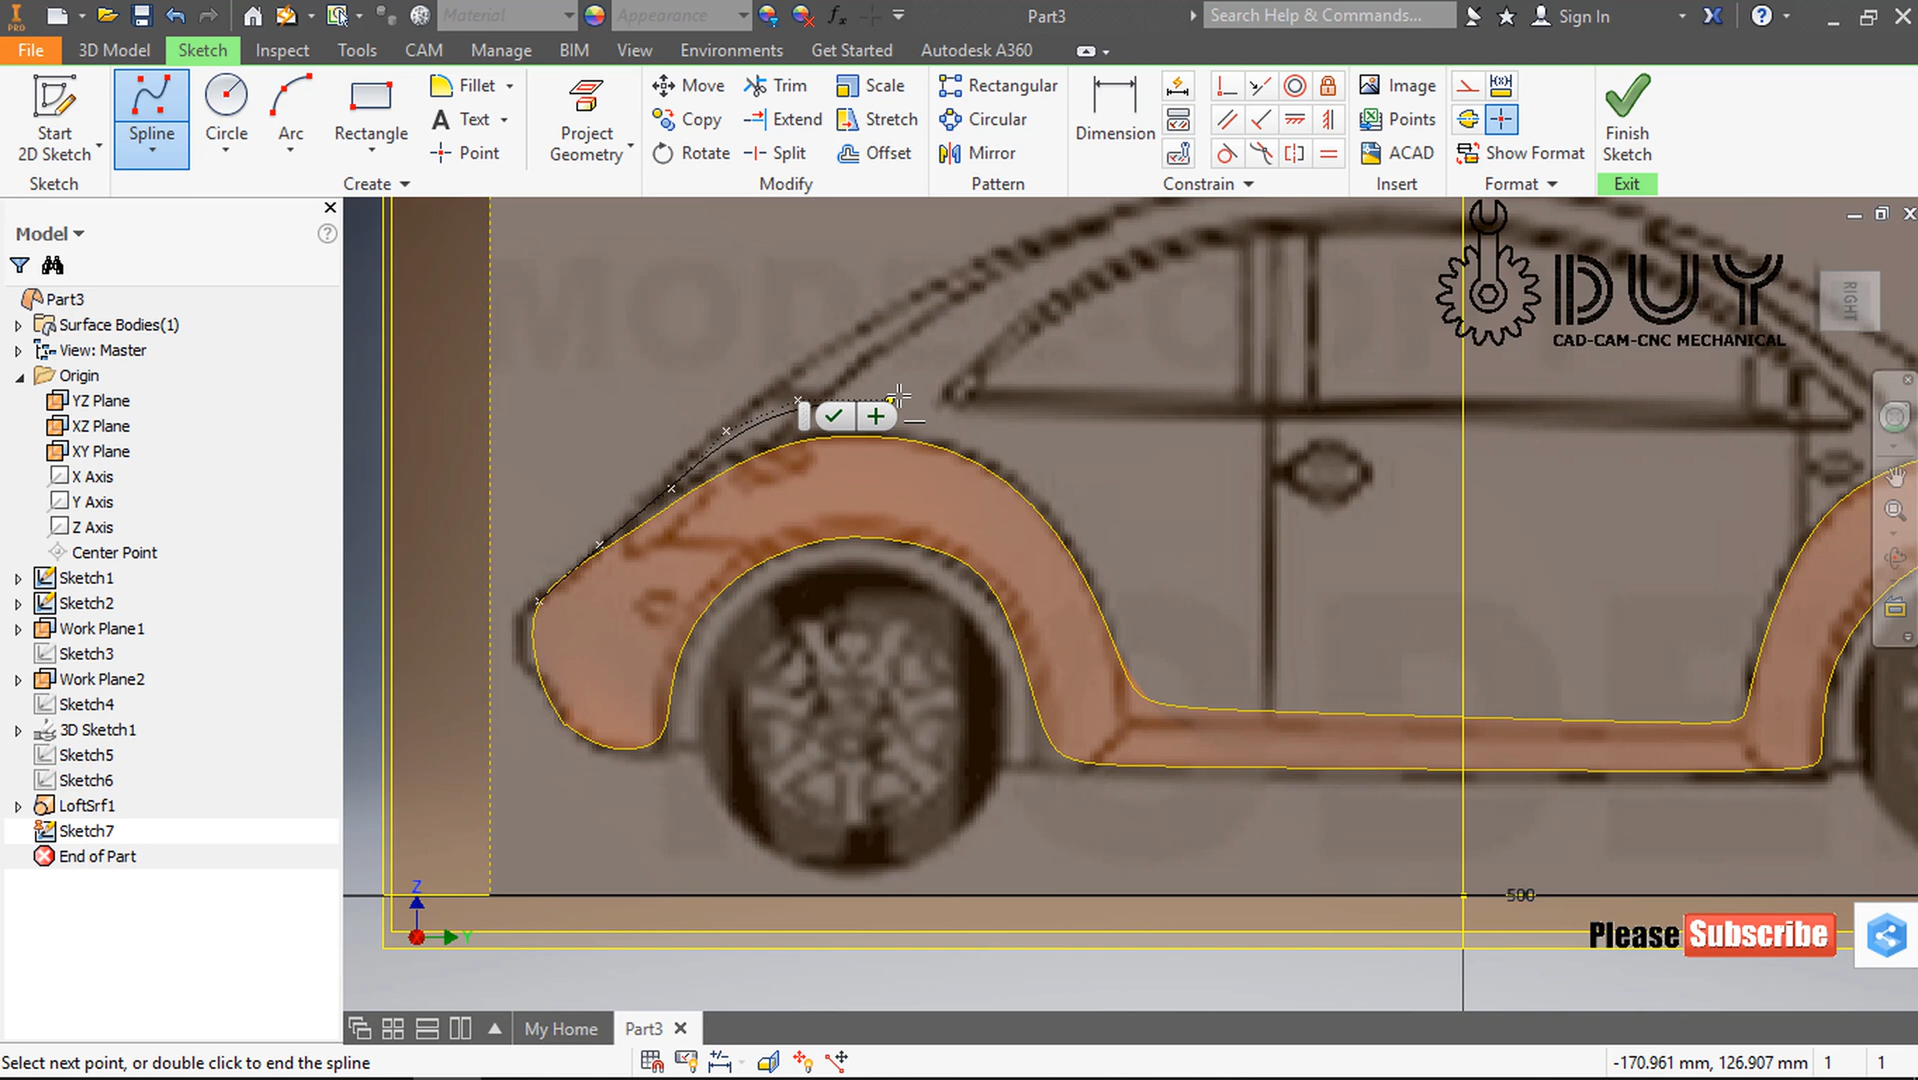 PRO
Material
Appearance
fx
Part3
Search Help & Commands...
Sign In
File
3D Model
Sketch
Inspect
Tools
CAM
Manage
BIM
View
Environments
Get Started
Autodesk A360
Start
2D Sketch
Spline
Circle
Arc
Rectangle
Fillet
Text
Point
Project
Geometry
Move
Copy
Rotate
Trim
Extend
Split
Scale
Stretch
Offset
Rectangular
Circular
Mirror
Dimension
Image
Points
ACAD
Show Format
Finish
Sketch
Sketch
Create
Modify
Pattern
Constrain
Insert
Format
Exit
Model
Part3
Surface Bodies(1)
View: Master
Origin
YZ Plane
XZ Plane
XY Plane
X Axis
Y Axis
Z Axis
Center Point
Sketch1
Sketch2
Work Plane1
Sketch3
Work Plane2
Sketch4
3D Sketch1
Sketch5
Sketch6
LoftSrf1
Sketch7
End of Part
DUY
CAD-CAM-CNC MECHANICAL
RIGHT
Z
Y
500
Please Subscribe
My Home
Part3
Select next point, or double click to end the spline
-170.961 mm, 126.907 mm
1
1